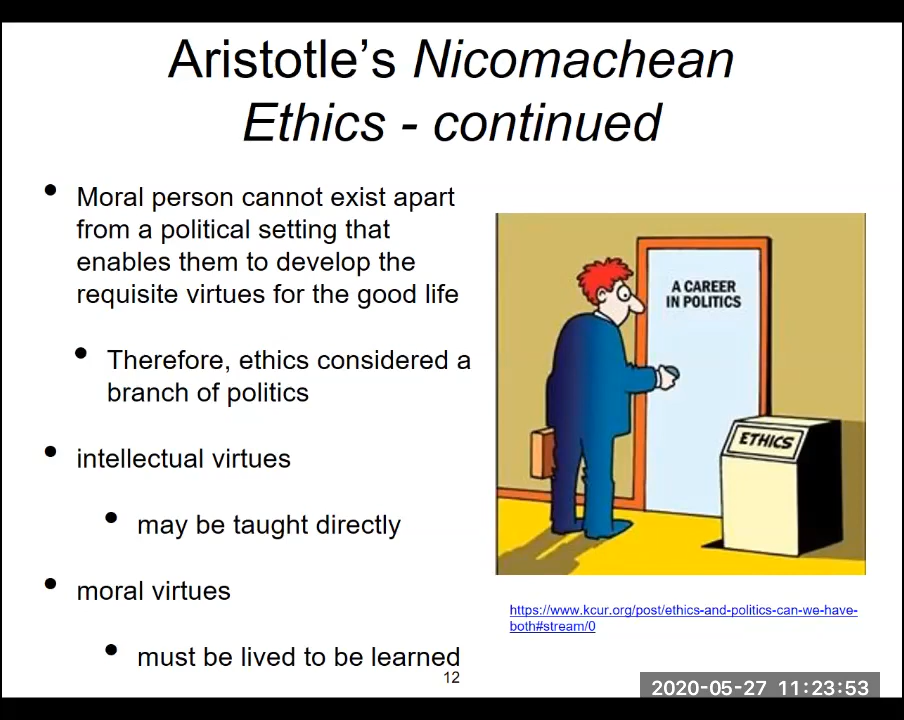 Aristotle’s Nicomachean
Ethics - continued
• Moral person cannot exist apart
from a political setting that
enables them to develop the
requisite virtues for the good life
• Therefore, ethics considered a
branch of politics
• intellectual virtues
• may be taught directly
• moral virtues
• must be lived to be learned
A CAREER
IN POLITICS
ETHICS
https://www.kcur.org/post/ethics-and-politics-can-we-have-
both#stream/0
12
2020-05-27 11:23:53